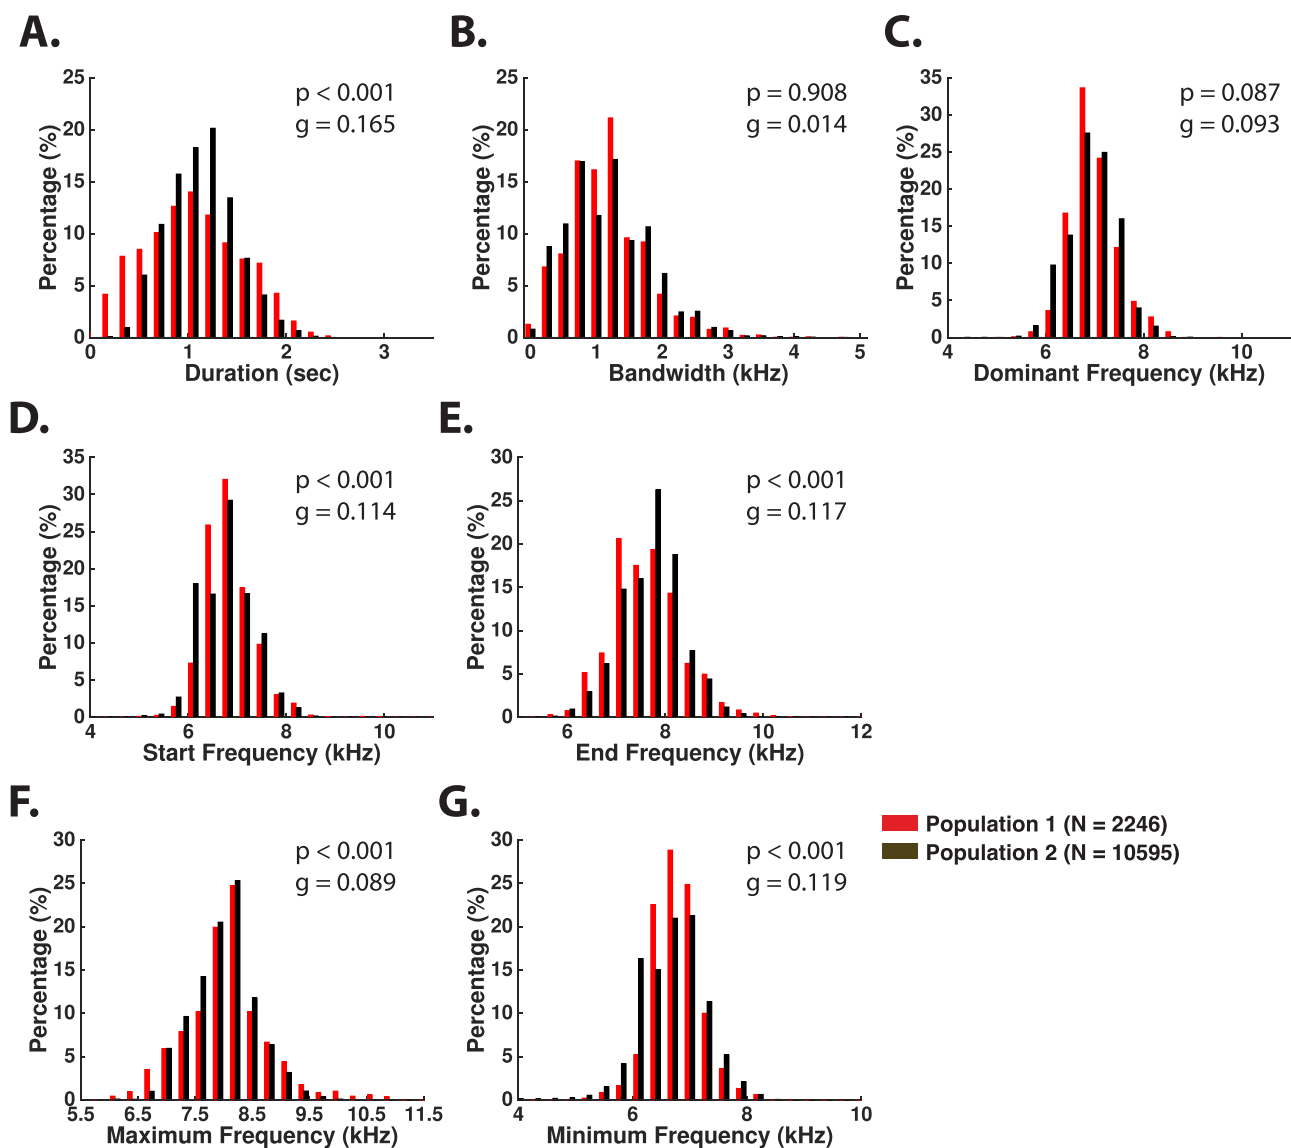 A.
25
20
15
10
5
0
Percentage (%)
p < 0.001
g = 0.165
0 1 2 3
Duration (sec)
B.
25
20
15
10
5
0
Percentage (%)
p = 0.908
g = 0.014
0 1 2 3 4 5
Bandwidth (kHz)
C.
35
30
25
20
15
10
5
0
Percentage (%)
p = 0.087
g = 0.093
4 6 8 10
Dominant Frequency (kHz)
D.
35
30
25
20
15
10
5
0
Percentage (%)
p < 0.001
g = 0.114
4 6 8 10
Start Frequency (kHz)
E.
30
25
20
15
10
5
0
Percentage (%)
p < 0.001
g = 0.117
6 8 10 12
End Frequency (kHz)
F.
30
25
20
15
10
5
0
Percentage (%)
p < 0.001
g = 0.089
5.5 6.5 7.5 8.5 9.5 10.5 11.5
Maximum Frequency (kHz)
G.
30
25
20
15
10
5
0
Percentage (%)
p < 0.001
g = 0.119
4 6 8 10
Minimum Frequency (kHz)
Population 1 (N = 2246)
Population 2 (N = 10595)